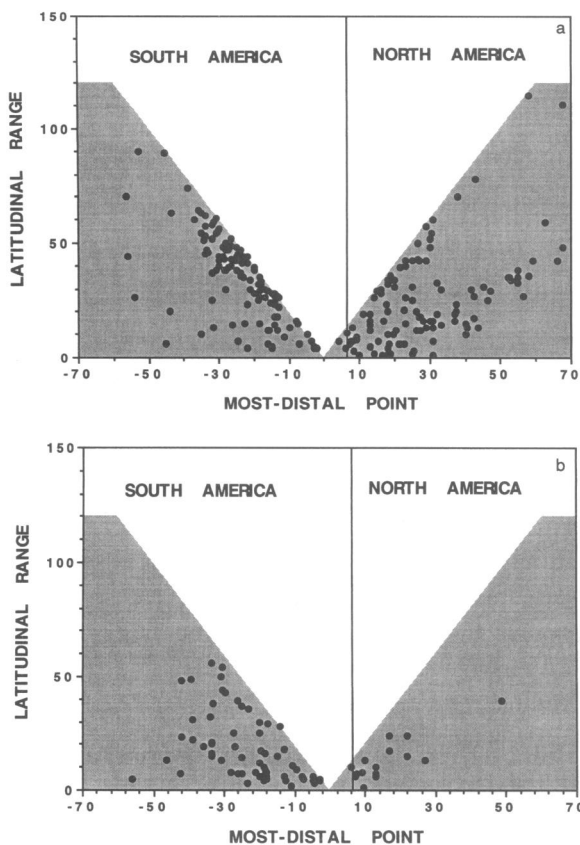 a
SOUTH AMERICA NORTH AMERICA
LATITUDINAL RANGE
150
100
50
0
-70 -50 -30 -10 10 30 50 70
MOST-DISTAL POINT
b
SOUTH AMERICA NORTH AMERICA
LATITUDINAL RANGE
150
100
50
0
-70 -50 -30 -10 10 30 50 70
MOST-DISTAL POINT